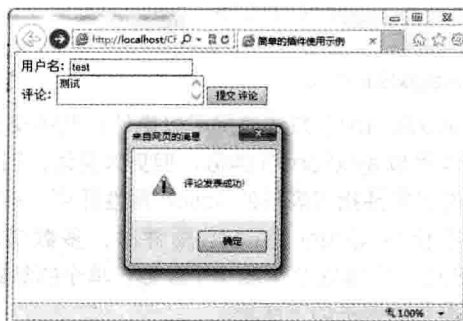 http://localhost/Cl
简单的插件使用示例
用户名: test
评论: 测试
提交评论
来自网页的消息
评论发表成功!
确定
100%